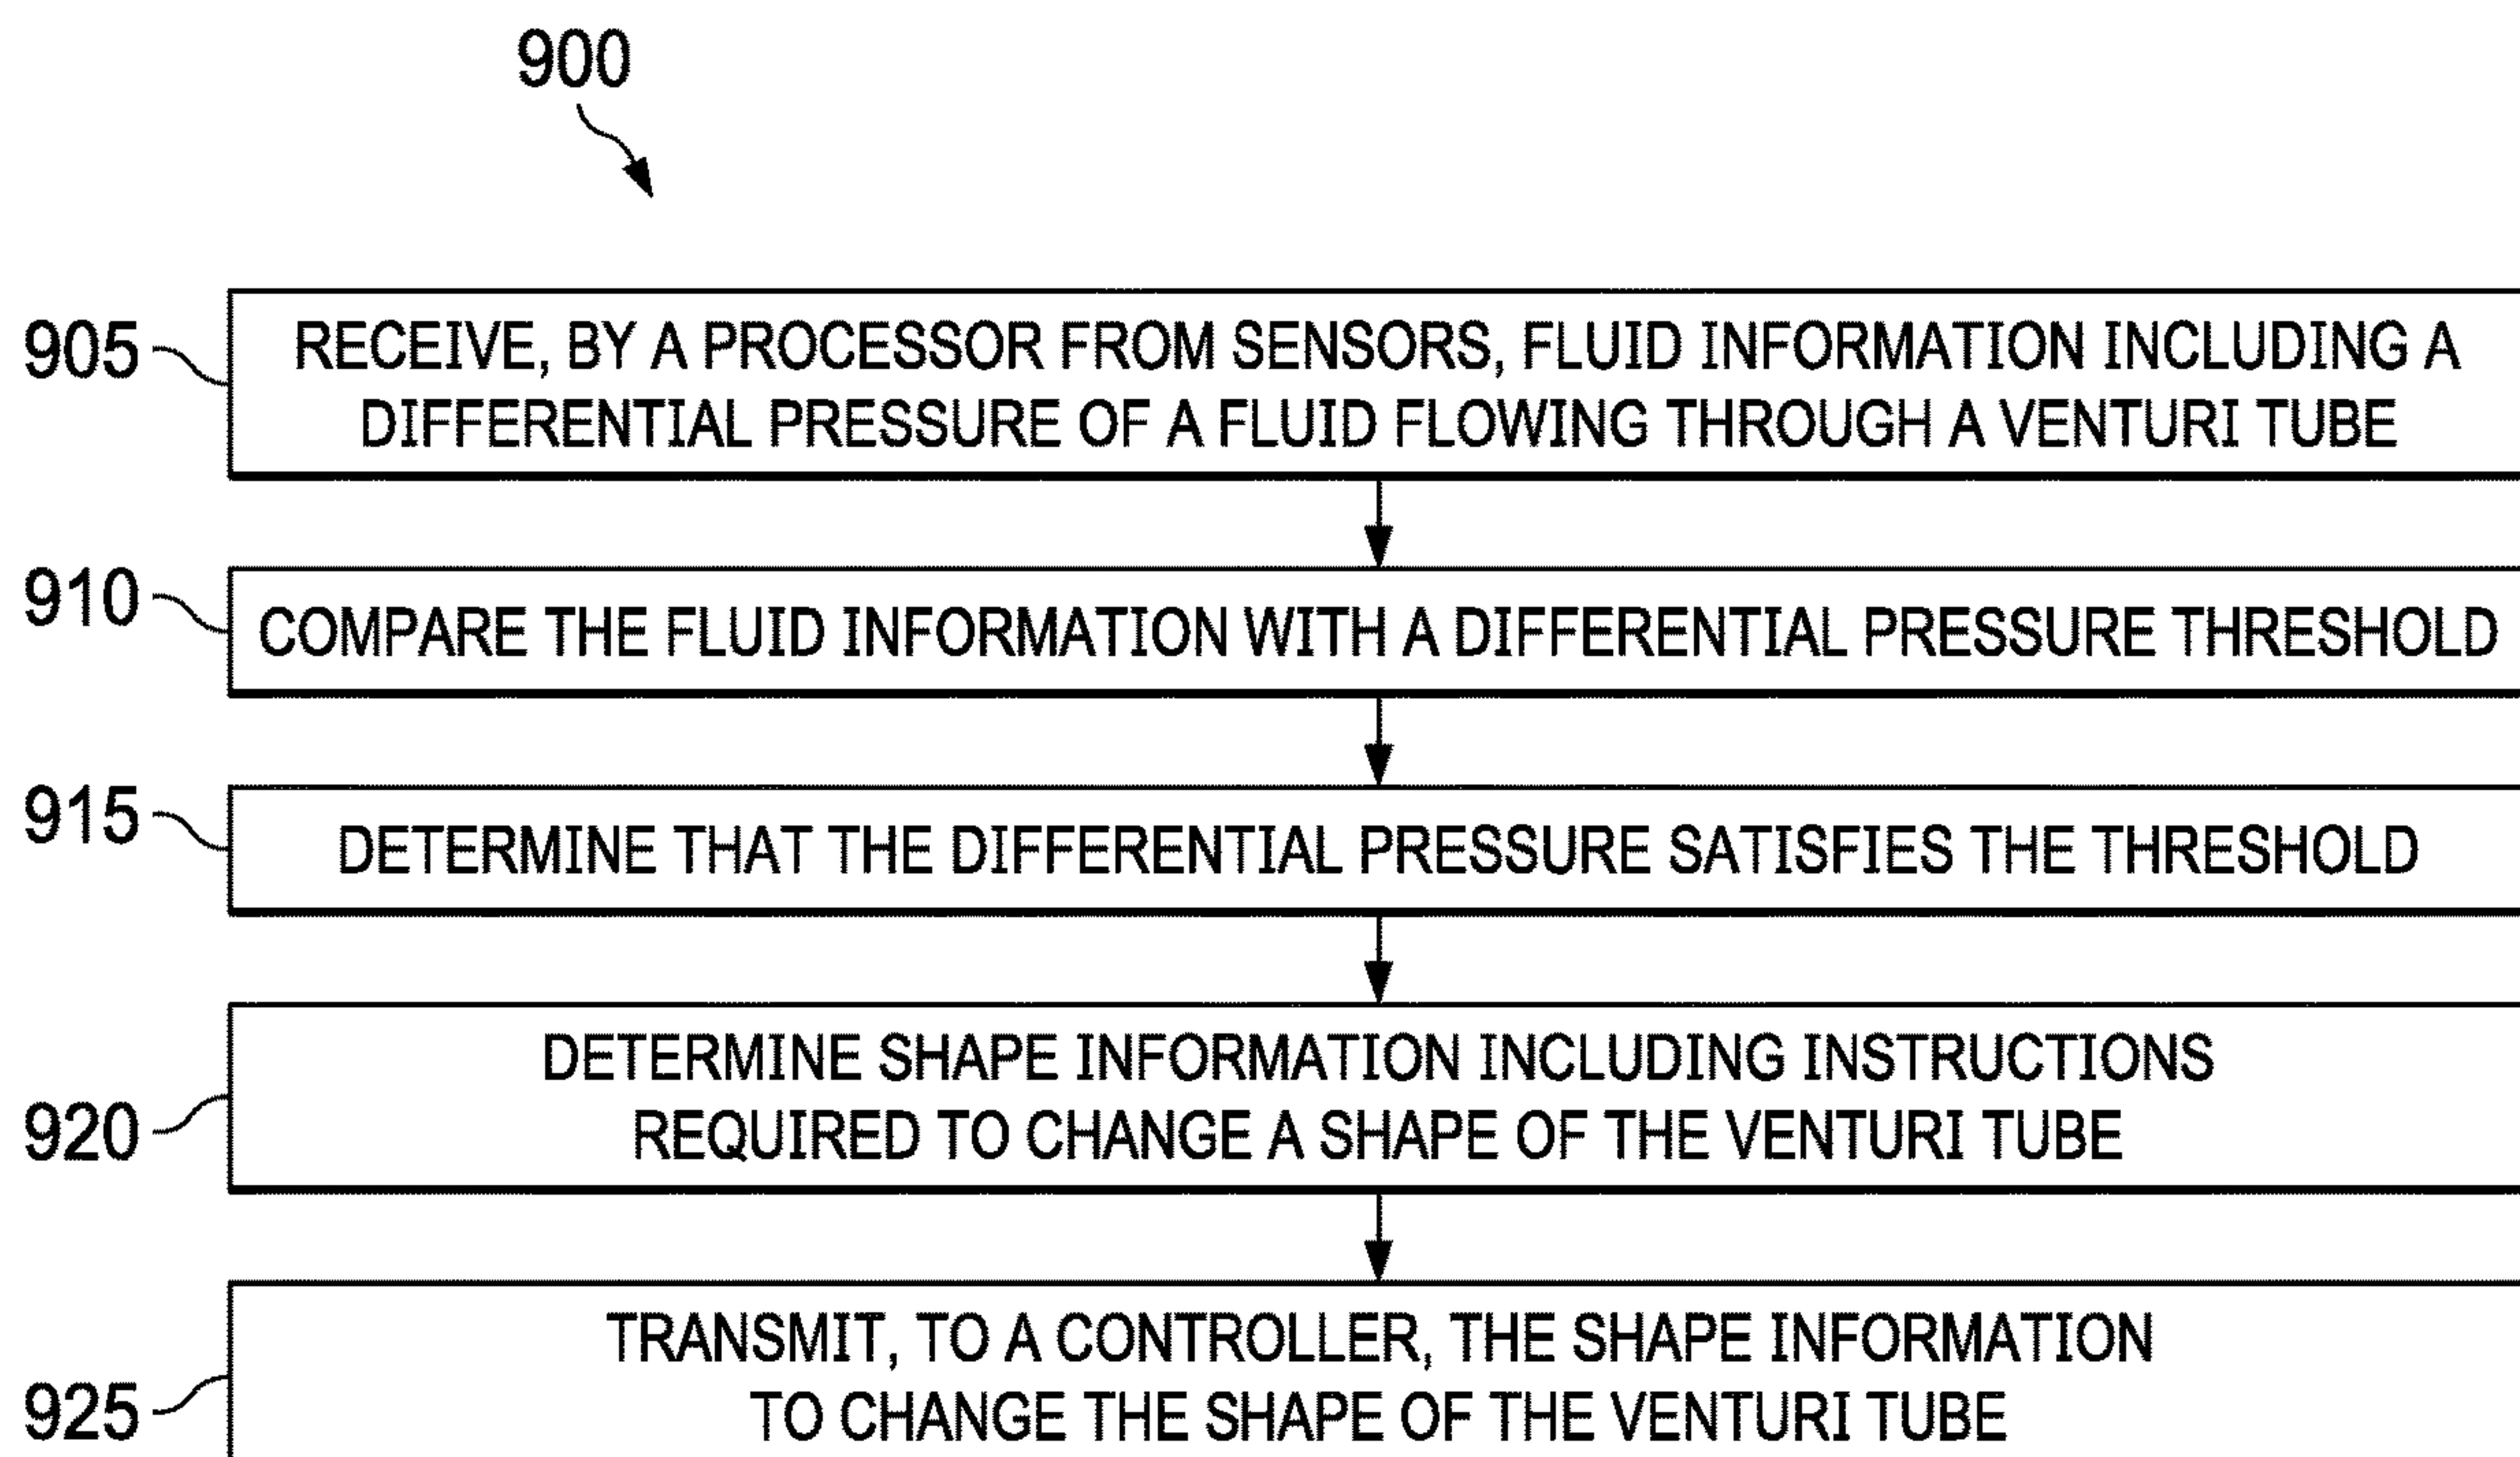 900
905
RECEIVE, BY A PROCESSOR FROM SENSORS, FLUID INFORMATION INCLUDING A
DIFFERENTIAL PRESSURE OF A FLUID FLOWING THROUGH A VENTURI TUBE
910
COMPARE THE FLUID INFORMATION WITH A DIFFERENTIAL PRESSURE THRESHOLD
915
DETERMINE THAT THE DIFFERENTIAL PRESSURE SATISFIES THE THRESHOLD
920
DETERMINE SHAPE INFORMATION INCLUDING INSTRUCTIONS
REQUIRED TO CHANGE A SHAPE OF THE VENTURI TUBE
925
TRANSMIT, TO A CONTROLLER, THE SHAPE INFORMATION
TO CHANGE THE SHAPE OF THE VENTURI TUBE